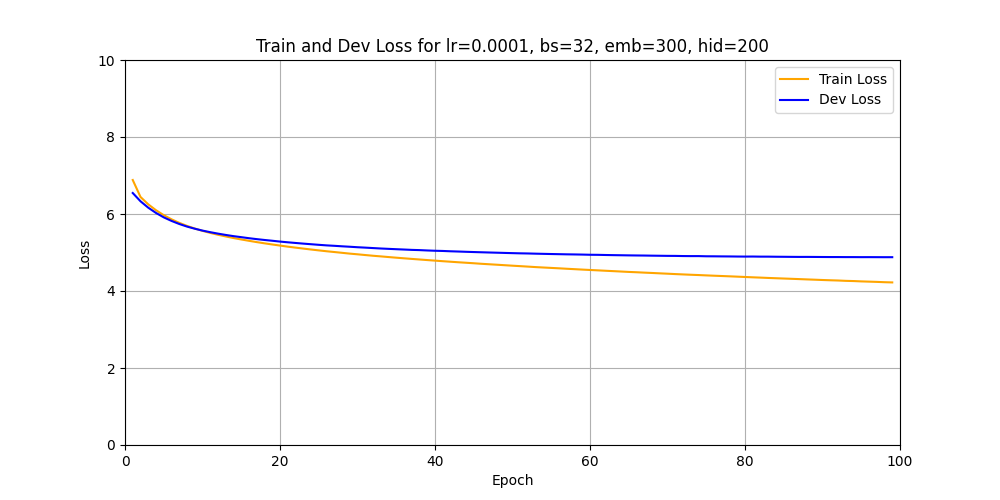 Train and Dev Loss for lr=0.0001, bs=32, emb=300, hid=200
Train Loss
Dev Loss
Loss
10
8
6
4
2
0
0 20 40 60 80 100
Epoch